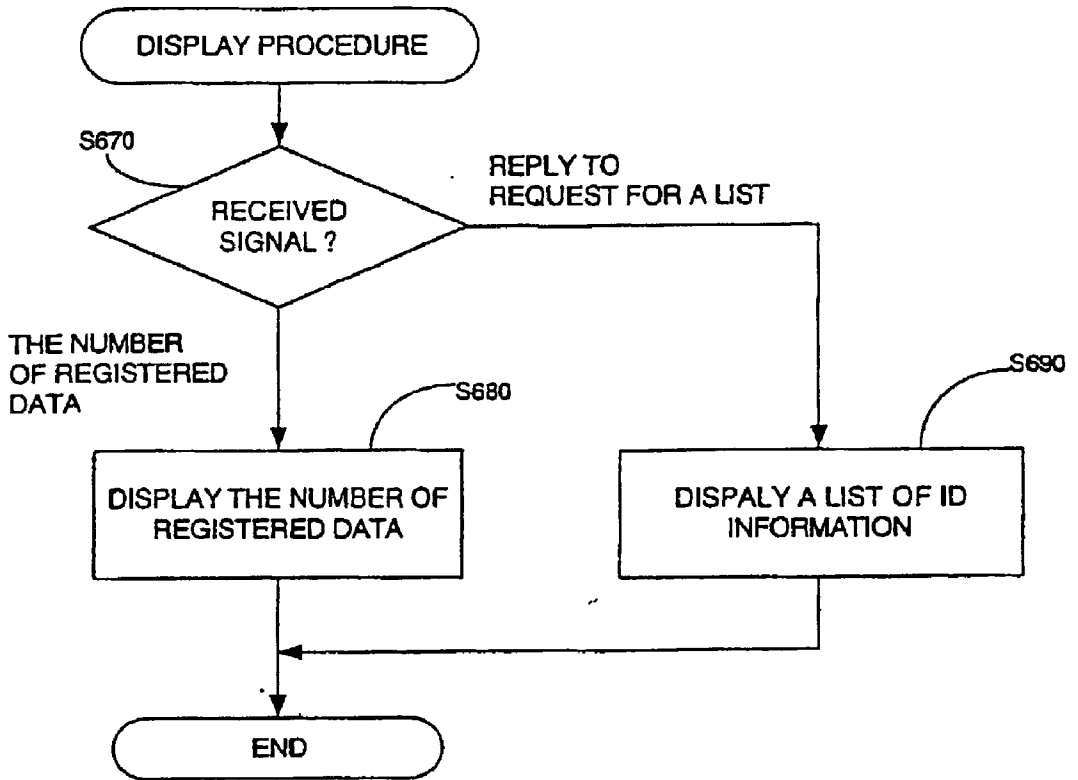 DISPLAY PROCEDURE
S670
RECEIVED
SIGNAL ?
REPLY TO
REQUEST FOR A LIST
THE NUMBER
OF REGISTERED
DATA
S680
S690
DISPLAY THE NUMBER OF
REGISTERED DATA
DISPALY A LIST OF ID
INFORMATION
END